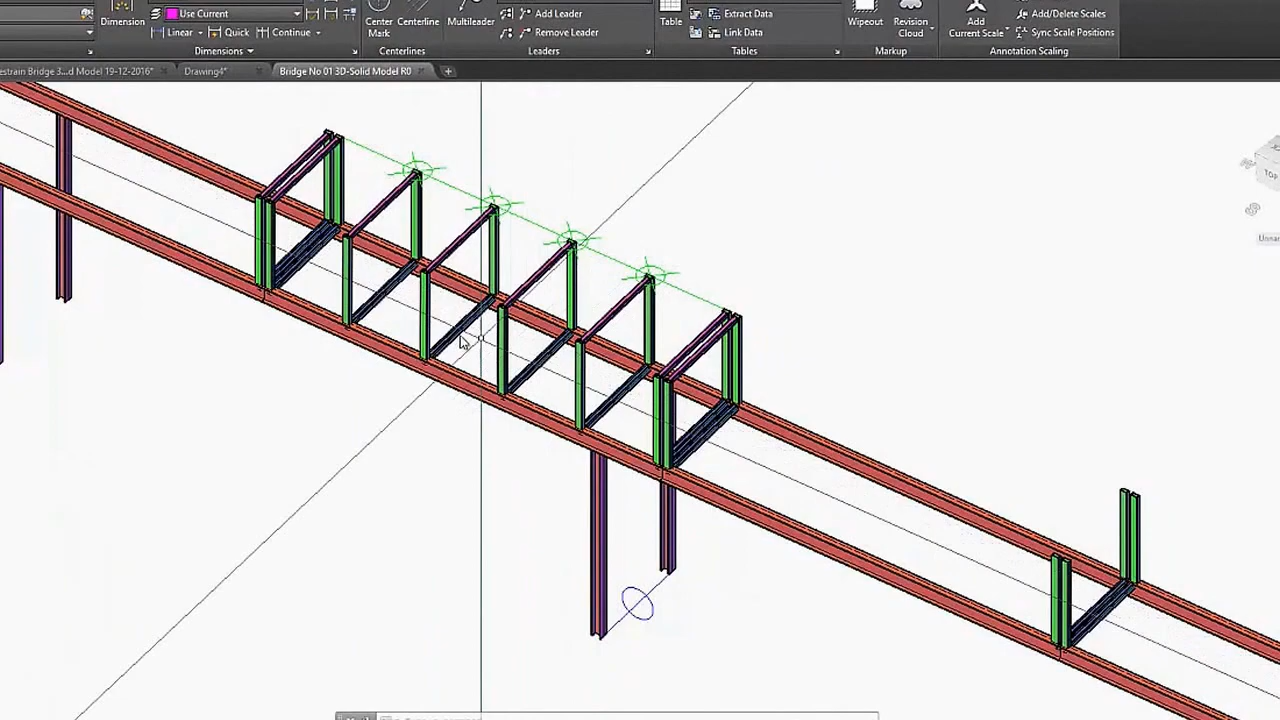 Use Current
Dimension
Center
Mark
Centerline
Multileader
Add Leader
Remove Leader
Table
Extract Data
Link Data
Wipeout
Revision
Cloud
Add
Current Scale
Add/Delete Scales
Sync Scale Positions
Linear
Quick
Continue
Dimensions
Centerlines
Leaders
Tables
Markup
Annotation Scaling
estrain Bridge 3...d Model 19-12-2016*
Drawing4*
Bridge No 01 3D-Solid Model R0
TOP
S
Unnar